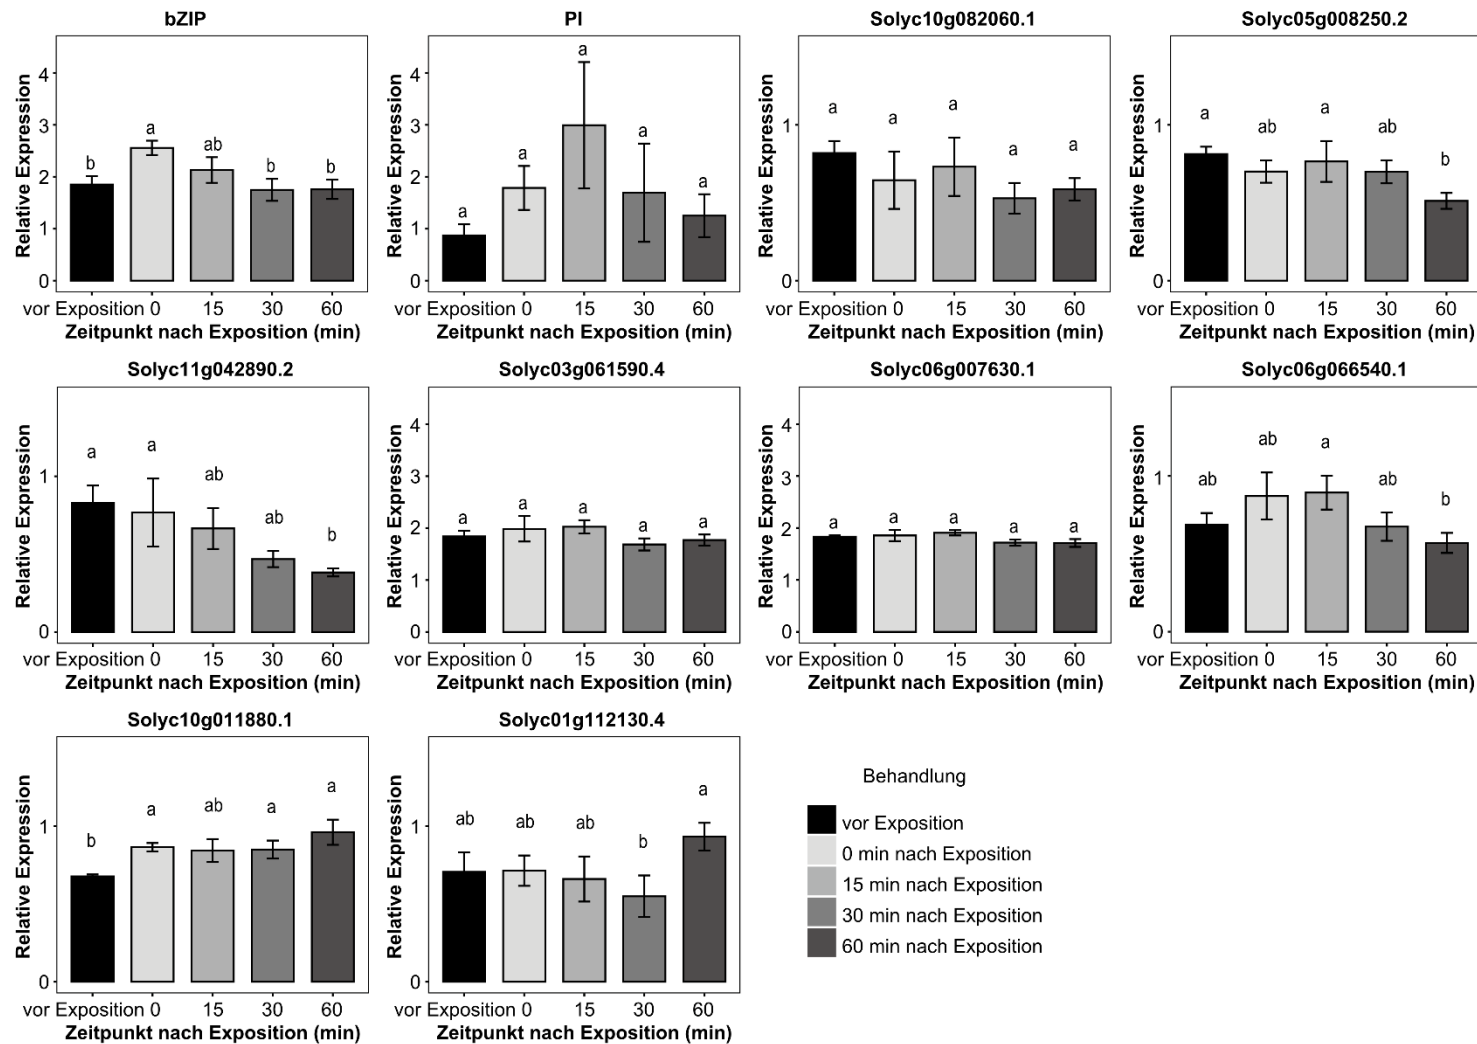 bZIP
a
b
ab
b
b
Relative Expression
4
3
2
1
0
vor Exposition 0 15 30 60
Zeitpunkt nach Exposition (min)
PI
a
a
a
a
a
Relative Expression
4
3
2
1
0
vor Exposition 0 15 30 60
Zeitpunkt nach Exposition (min)
Solyc10g082060.1
a
a
a
a
a
Relative Expression
1
0
vor Exposition 0 15 30 60
Zeitpunkt nach Exposition (min)
Solyc05g008250.2
a
ab
a
ab
b
Relative Expression
1
0
vor Exposition 0 15 30 60
Zeitpunkt nach Exposition (min)
Solyc11g042890.2
a
a
ab
ab
b
Relative Expression
1
0
vor Exposition 0 15 30 60
Zeitpunkt nach Exposition (min)
Solyc03g061590.4
a
a
a
a
a
Relative Expression
4
3
2
1
0
vor Exposition 0 15 30 60
Zeitpunkt nach Exposition (min)
Solyc06g007630.1
a
a
a
a
a
Relative Expression
4
3
2
1
0
vor Exposition 0 15 30 60
Zeitpunkt nach Exposition (min)
Solyc06g066540.1
ab
ab
a
ab
b
Relative Expression
1
0
vor Exposition 0 15 30 60
Zeitpunkt nach Exposition (min)
Solyc10g011880.1
b
a
ab
a
a
Relative Expression
1
0
vor Exposition 0 15 30 60
Zeitpunkt nach Exposition (min)
Solyc01g112130.4
ab
ab
ab
b
a
Relative Expression
1
0
vor Exposition 0 15 30 60
Zeitpunkt nach Exposition (min)
Behandlung
vor Exposition
0 min nach Exposition
15 min nach Exposition
30 min nach Exposition
60 min nach Exposition